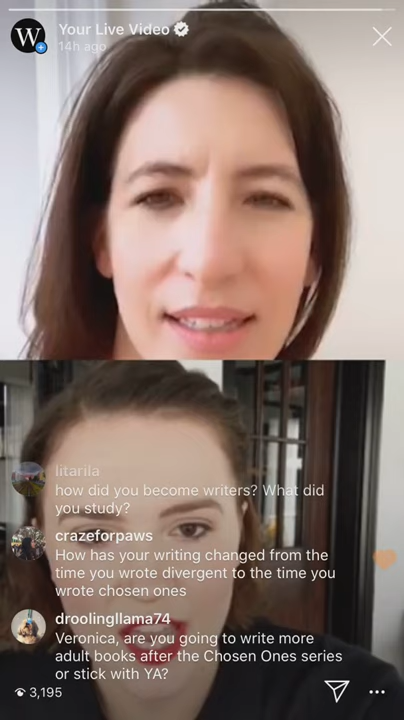 W
Your Live Video
14h ago
litarila
how did you become writers? What did
you study?
crazeforpaws
How has your writing changed from the
time you wrote divergent to the time you
wrote chosen ones
droolingllama74
Veronica, are you going to write more
adult books after the Chosen Ones series
or stick with YA?
3,195